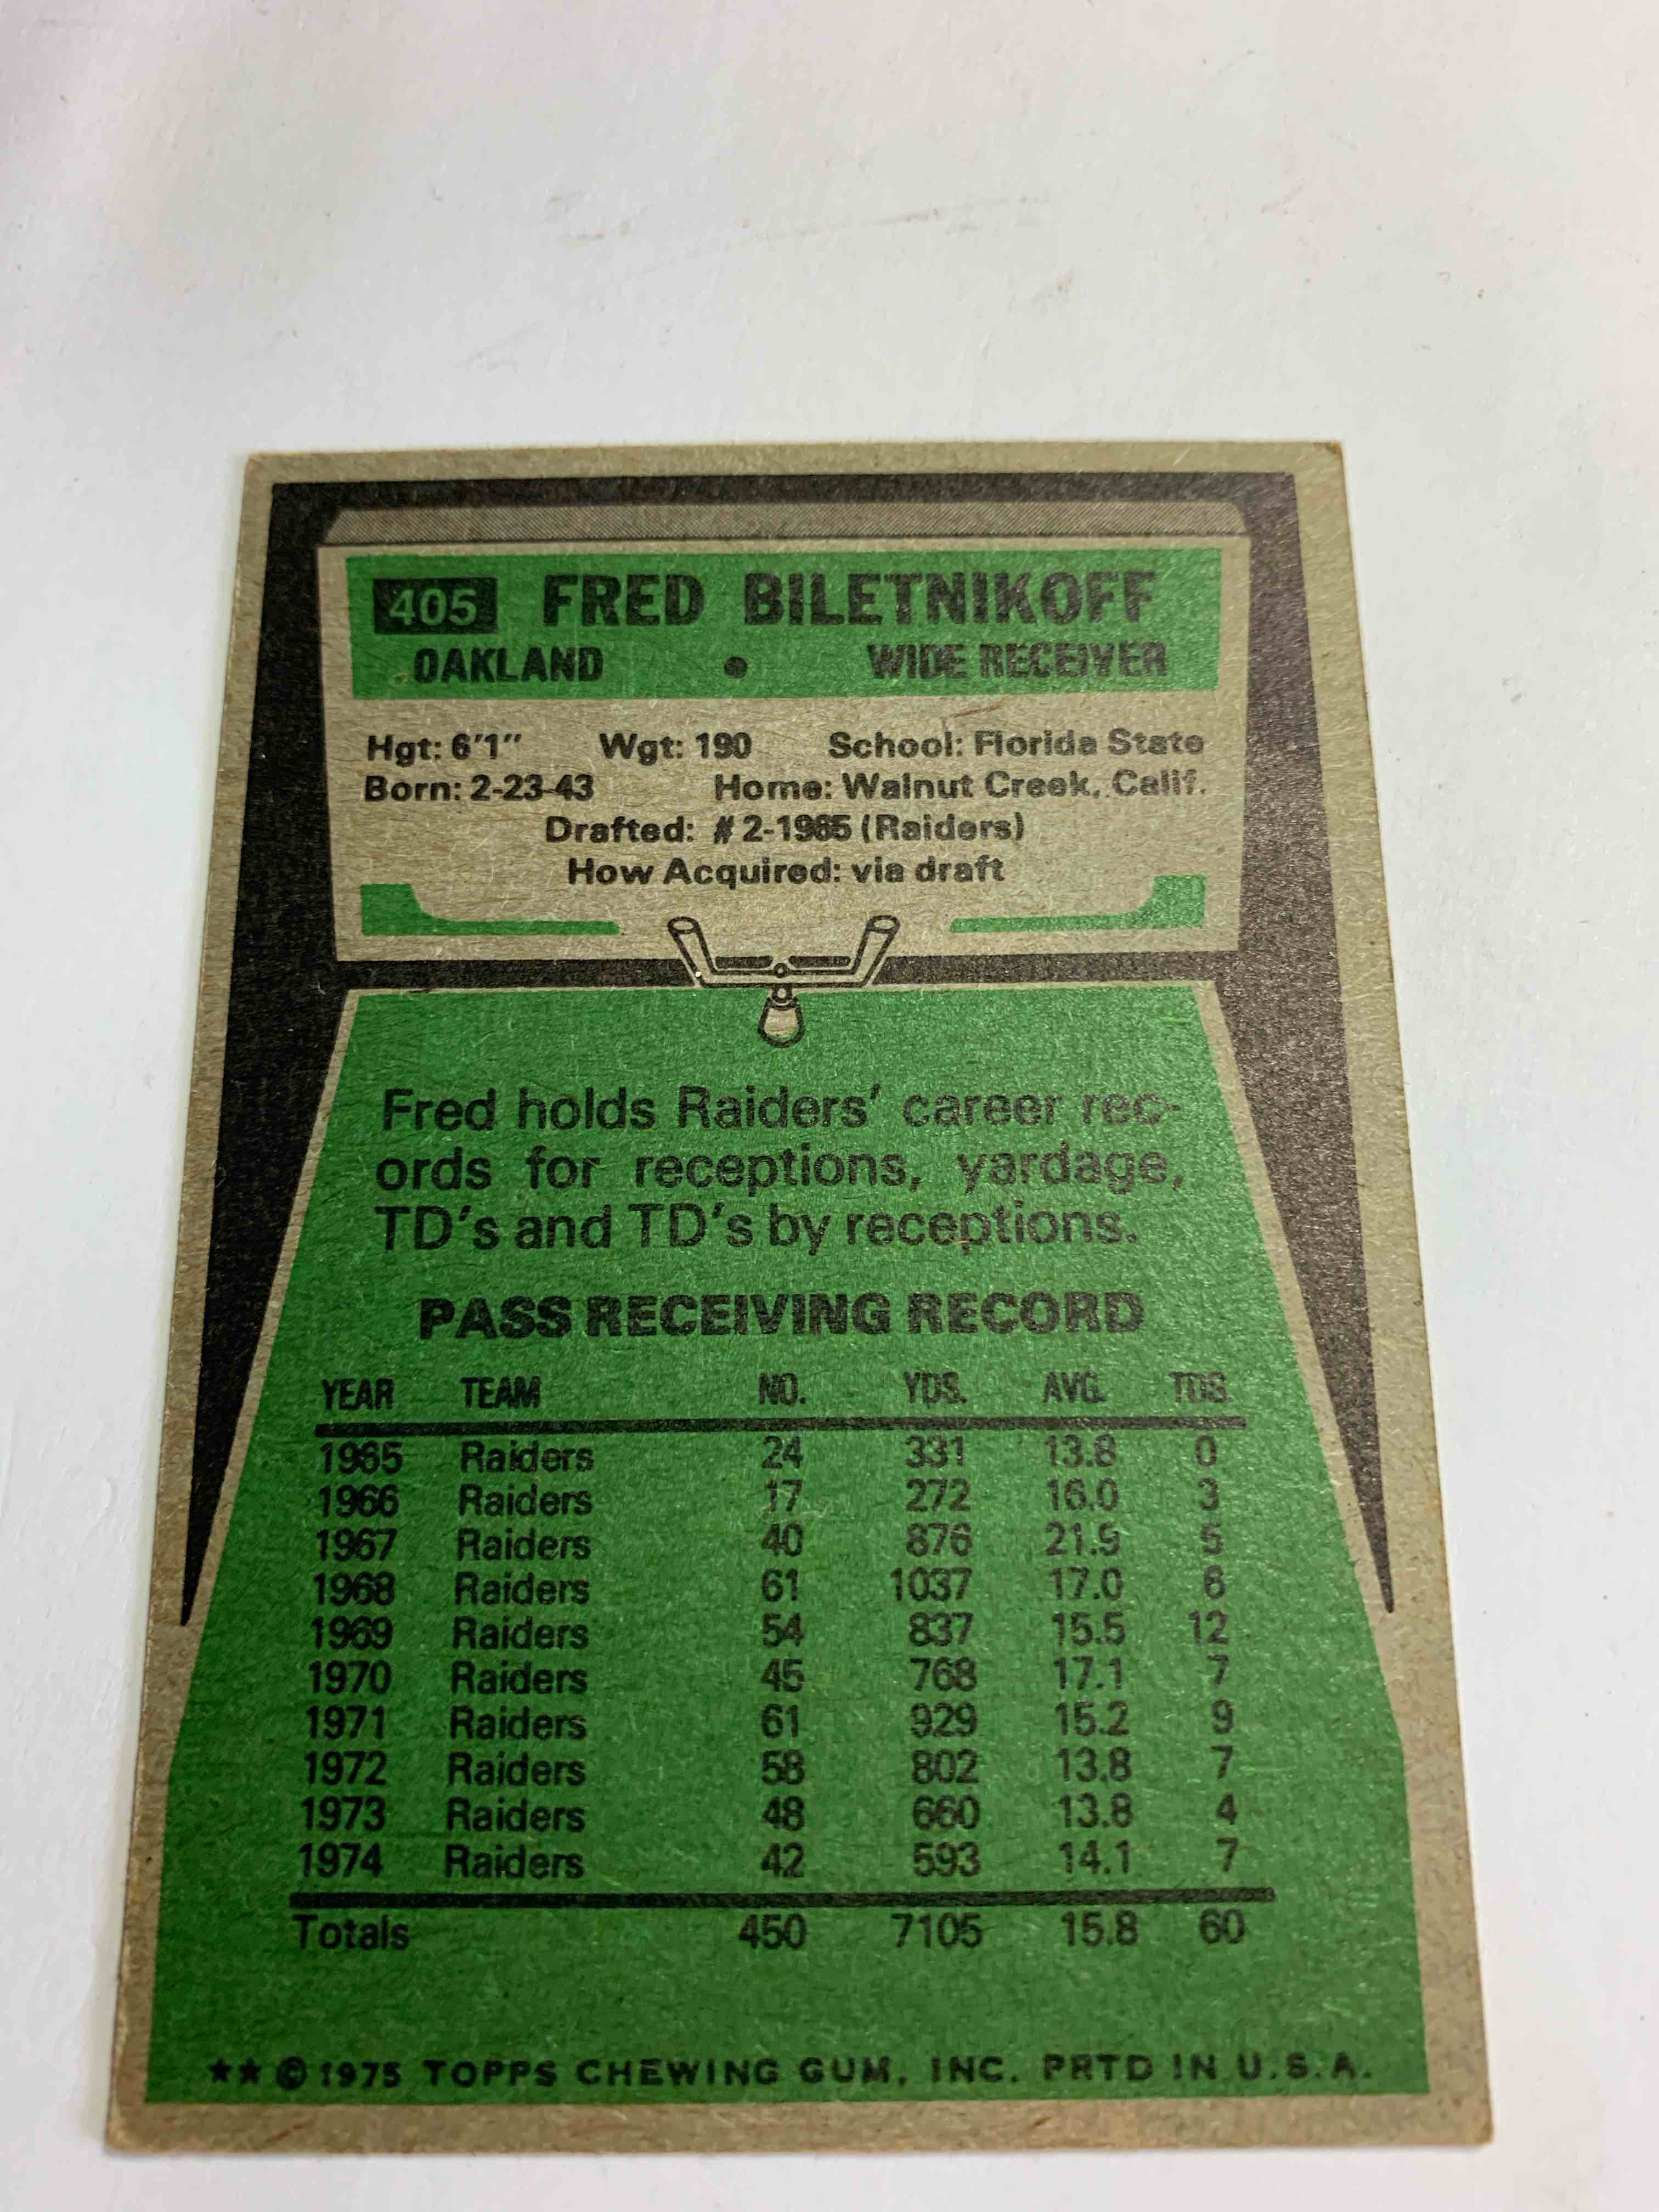 405 FRED BILETNIKOFF
OAKLAND • WIDE RECEIVER
Hgt: 6'1" Wgt: 190 School: Florida State
Born: 2-23-43 Home: Walnut Creek, Calif.
Drafted: #2-1965 (Raiders)
How Acquired: via draft
Fred holds Raiders' career rec-
ords for receptions, yardage,
TD's and TD's by receptions.
PASS RECEIVING RECORD
YEAR TEAM NO. YDS. AVG. TDS.
1965 Raiders 24 331 13.8 0
1966 Raiders 17 272 16.0 3
1967 Raiders 40 876 21.9 5
1968 Raiders 61 1037 17.0 6
1969 Raiders 54 837 15.5 12
1970 Raiders 45 768 17.1 7
1971 Raiders 61 929 15.2 9
1972 Raiders 58 802 13.8 7
1973 Raiders 48 660 13.8 4
1974 Raiders 42 593 14.1 7
Totals 450 7105 15.8 60
★★ © 1975 TOPPS CHEWING GUM, INC. PRTD IN U.S.A.